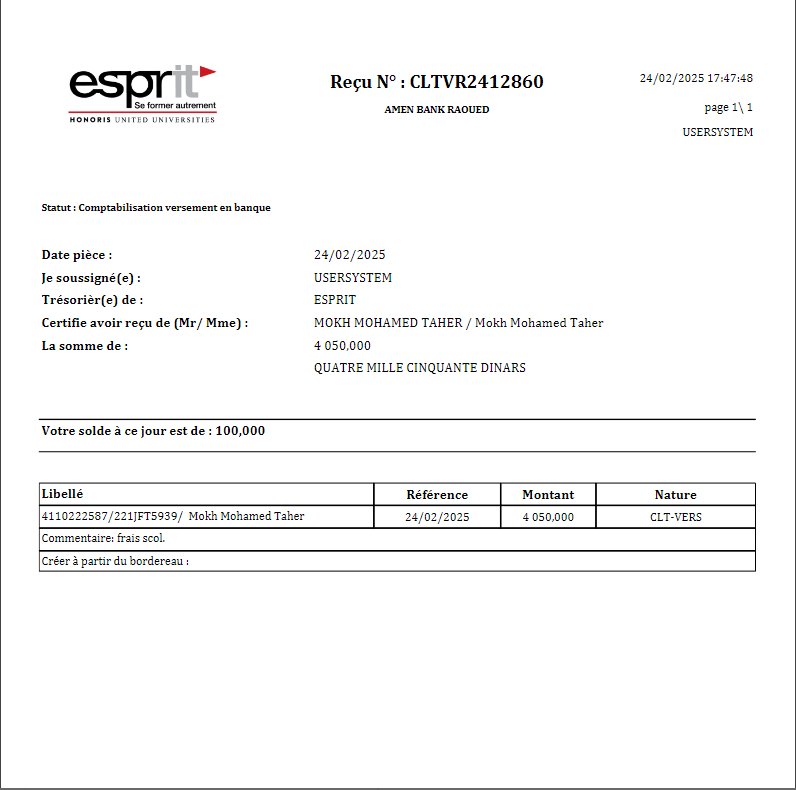 esprit
Se former autrement
HONORIS UNITED UNIVERSITIES
Reçu N° : CLTVR2412860
AMEN BANK RAOUED
24/02/2025 17:47:48
page 1\ 1
USERSYSTEM
Statut : Comptabilisation versement en banque
Date pièce : 24/02/2025
Je soussigné(e) : USERSYSTEM
Trésorièr(e) de : ESPRIT
Certifie avoir reçu de (Mr/ Mme) : MOKH MOHAMED TAHER / Mokh Mohamed Taher
La somme de : 4 050,000
QUATRE MILLE CINQUANTE DINARS
Votre solde à ce jour est de : 100,000
Libellé Référence Montant Nature
4110222587/221JFT5939/ Mokh Mohamed Taher 24/02/2025 4 050,000 CLT-VERS
Commentaire: frais scol.
Créer à partir du bordereau :